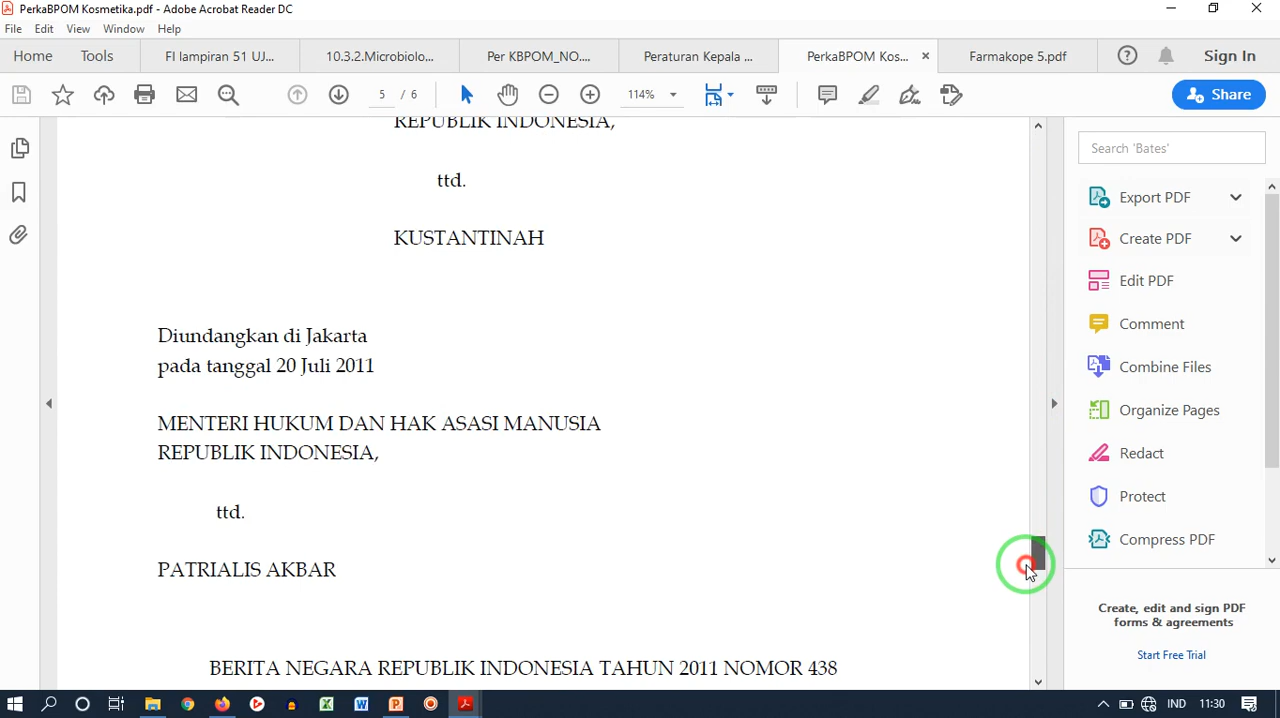 PerkaBPOM Kosmetika.pdf - Adobe Acrobat Reader DC
File Edit View Window Help
Home Tools FI lampiran 51 UJ... 10.3.2.Microbiolo... Per KBPOM_NO.... Peraturan Kepala ... PerkaBPOM Kos... × Farmakope 5.pdf ? Sign In
5 / 6 114% Share
REPUBLIK INDONESIA,
ttd.
KUSTANTINAH
Diundangkan di Jakarta
pada tanggal 20 Juli 2011
MENTERI HUKUM DAN HAK ASASI MANUSIA
REPUBLIK INDONESIA,
ttd.
PATRIALIS AKBAR
BERITA NEGARA REPUBLIK INDONESIA TAHUN 2011 NOMOR 438
Search 'Bates'
Export PDF
Create PDF
Edit PDF
Comment
Combine Files
Organize Pages
Redact
Protect
Compress PDF
Create, edit and sign PDF
forms & agreements
Start Free Trial
IND 11:30